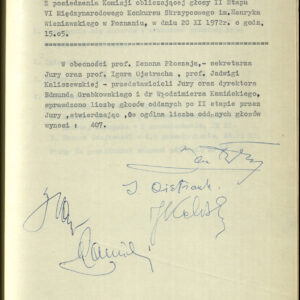 Z posiedzenia Komisji obliczającej głosy II Etapu
VI Międzynarodowego Konkursu Skrzypcowego im.Henryka
Wieniawskiego w Poznaniu, w dniu 20 XI 1972r. o godz.
15.05.
W obecności prof. Zenona Płoszaja,- sekretarza
Jury oraz prof. Igora Ojstracha , prof. Jadwigi
Kaliszewskiej - przedstawicieli Jury oraz dyrektora
Edmunda Grabkowskiego i dr Włodzimierza Kamińskiego,
sprawdzono liczbę głosów oddanych po II etapie przez
Jury ,stwierdzając ,że ogólna liczba oddanych głosów
wynosi : 407.